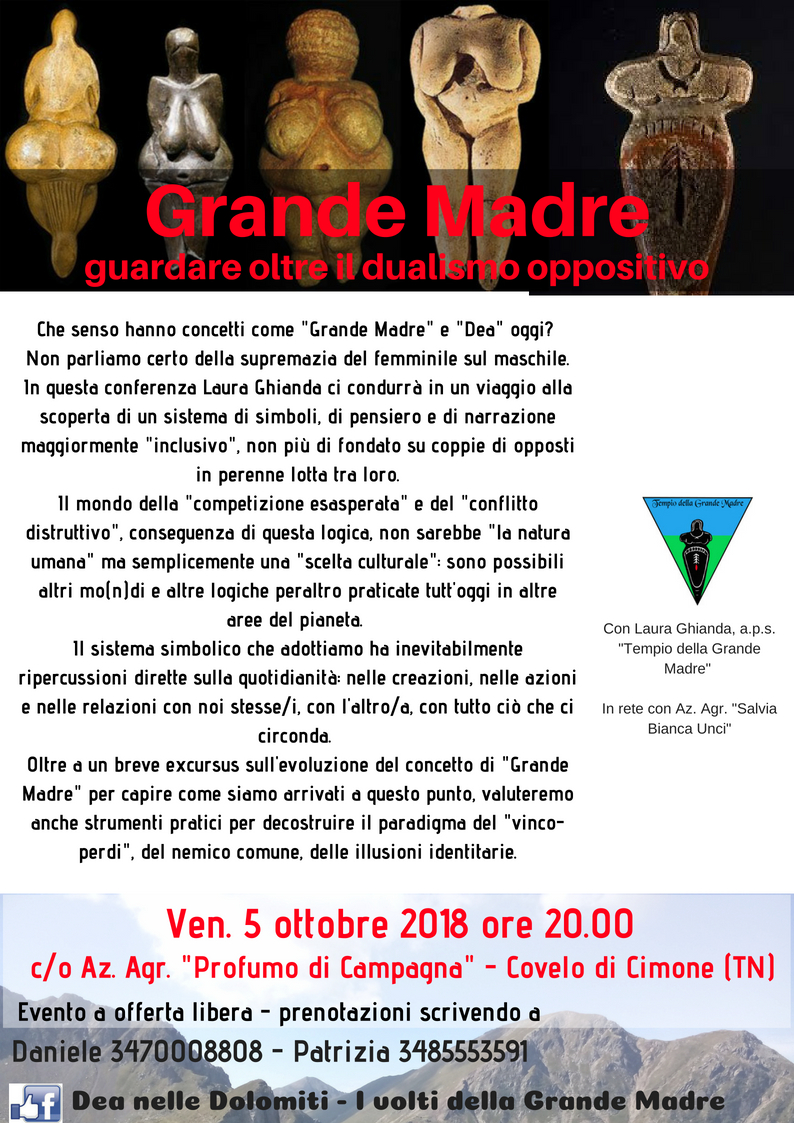 Grande Madre
guardare oltre il dualismo oppositivo
Che senso hanno concetti come "Grande Madre" e "Dea" oggi?
Non parliamo certo della supremazia del femminile sul maschile.
In questa conferenza Laura Ghianda ci condurrà in un viaggio alla
scoperta di un sistema di simboli, di pensiero e di narrazione
maggiormente "inclusivo", non più di fondato su coppie di opposti
in perenne lotta tra loro.
Il mondo della "competizione esasperata" e del "conflitto
distruttivo", conseguenza di questa logica, non sarebbe "la natura
umana" ma semplicemente una "scelta culturale": sono possibili
altri mo(n)di e altre logiche peraltro praticate tutt'oggi in altre
aree del pianeta.
Il sistema simbolico che adottiamo ha inevitabilmente
ripercussioni dirette sulla quotidianità: nelle creazioni, nelle azioni
e nelle relazioni con noi stesse/i, con l'altro/a, con tutto ciò che ci
circonda.
Oltre a un breve excursus sull'evoluzione del concetto di "Grande
Madre" per capire come siamo arrivati a questo punto, valuteremo
anche strumenti pratici per decostruire il paradigma del "vinco-
perdi", del nemico comune, delle illusioni identitarie.
Tempio della Grande Madre
Con Laura Ghianda, a.p.s.
"Tempio della Grande
Madre"
In rete con Az. Agr. "Salvia
Bianca Unci"
Ven. 5 ottobre 2018 ore 20.00
c/o Az. Agr. "Profumo di Campagna" - Covelo di Cimone (TN)
Evento a offerta libera - prenotazioni scrivendo a
Daniele 3470008808 - Patrizia 3485553591
f
Dea nelle Dolomiti - I volti della Grande Madre